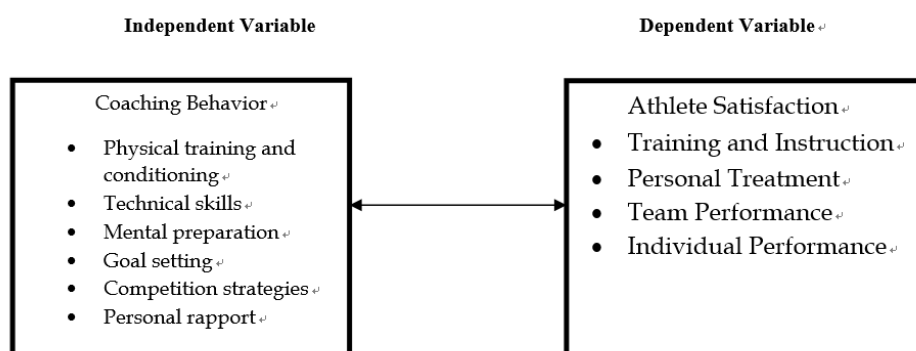 Independent Variable
Dependent Variable
Coaching Behavior
• Physical training and
conditioning
• Technical skills
• Mental preparation
• Goal setting
• Competition strategies
• Personal rapport
Athlete Satisfaction
• Training and Instruction
• Personal Treatment
• Team Performance
• Individual Performance